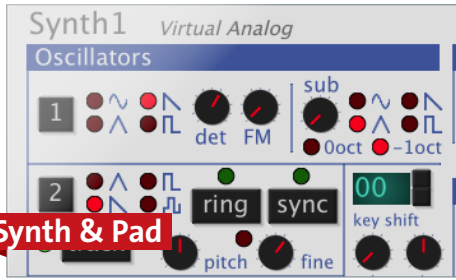 Synth1 Virtual Analog
Oscillators
1
det FM
sub
0oct -1oct
2
ring sync
00
key shift
Synth & Pad
pitch fine